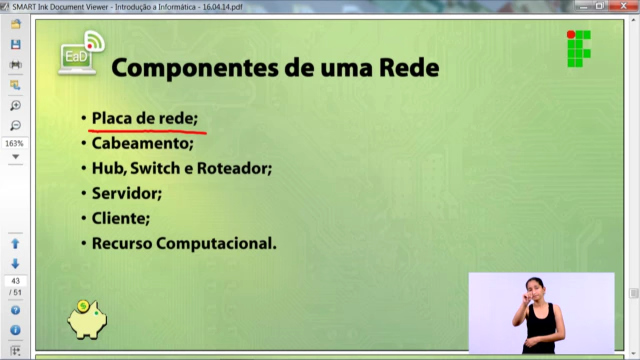 SMART Ink Document Viewer - Introdução a Informática - 16.04.14.pdf
EaD
Componentes de uma Rede
• Placa de rede;
• Cabeamento;
• Hub, Switch e Roteador;
• Servidor;
• Cliente;
• Recurso Computacional.
163%
43
/ 51